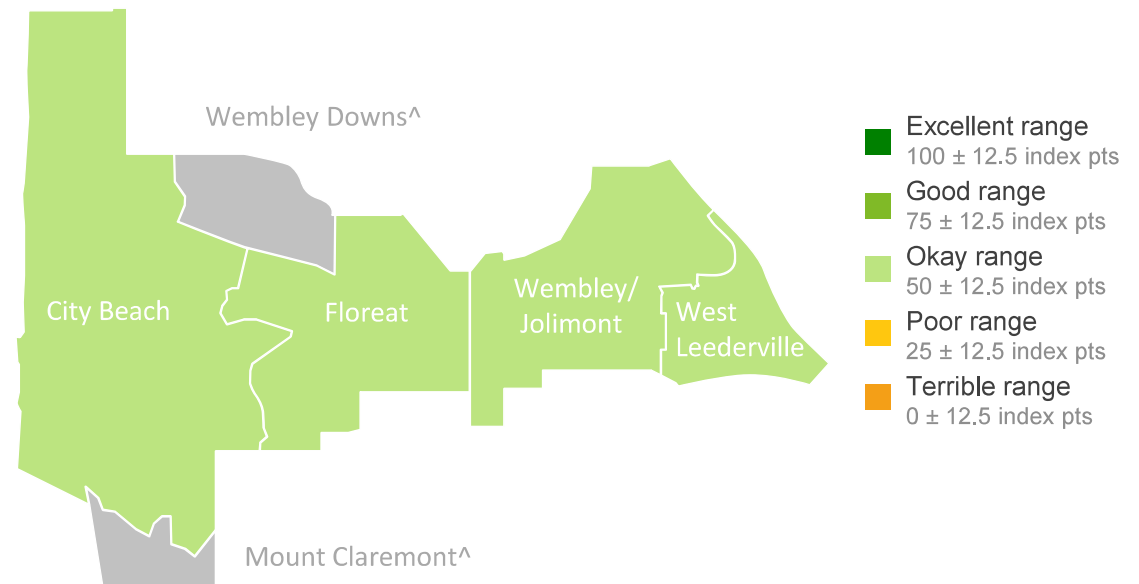 Wembley Downs^
City Beach
Floreat
Wembley/
Jolimont
West
Leederville
Mount Claremont^
Excellent range
100 ± 12.5 index pts
Good range
75 ± 12.5 index pts
Okay range
50 ± 12.5 index pts
Poor range
25 ± 12.5 index pts
Terrible range
0 ± 12.5 index pts